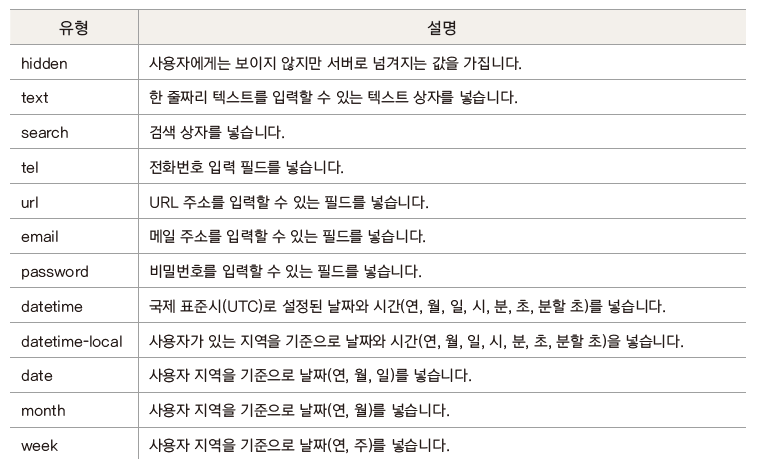 유형 설명
hidden 사용자에게는 보이지 않지만 서버로 넘겨지는 값을 가집니다.
text 한 줄짜리 텍스트를 입력할 수 있는 텍스트 상자를 넣습니다.
search 검색 상자를 넣습니다.
tel 전화번호 입력 필드를 넣습니다.
url URL 주소를 입력할 수 있는 필드를 넣습니다.
email 메일 주소를 입력할 수 있는 필드를 넣습니다.
password 비밀번호를 입력할 수 있는 필드를 넣습니다.
datetime 국제 표준시(UTC)로 설정된 날짜와 시간(연, 월, 일, 시, 분, 초, 분할 초)를 넣습니다.
datetime-local 사용자가 있는 지역을 기준으로 날짜와 시간(연, 월, 일, 시, 분, 초, 분할 초)을 넣습니다.
date 사용자 지역을 기준으로 날짜(연, 월, 일)를 넣습니다.
month 사용자 지역을 기준으로 날짜(연, 월)를 넣습니다.
week 사용자 지역을 기준으로 날짜(연, 주)를 넣습니다.